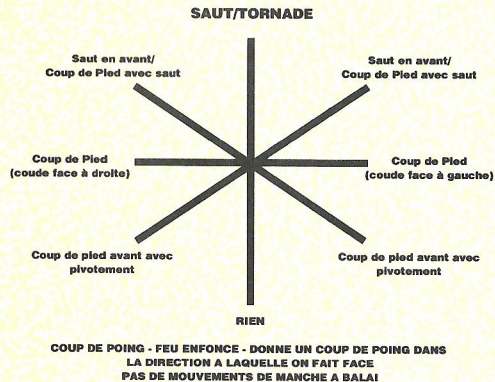 SAUT/TORNADE
Saut en avant/
Coup de Pied avec saut
Saut en avant/
Coup de Pied avec saut
Coup de Pied
(coude face à droite)
Coup de Pied
(coude face à gauche)
Coup de pied avant avec
pivotement
Coup de pied avant avec
pivotement
RIEN
COUP DE POING - FEU ENFONCE - DONNE UN COUP DE POING DANS
LA DIRECTION A LAQUELLE ON FAIT FACE
PAS DE MOUVEMENTS DE MANCHE A BALAI